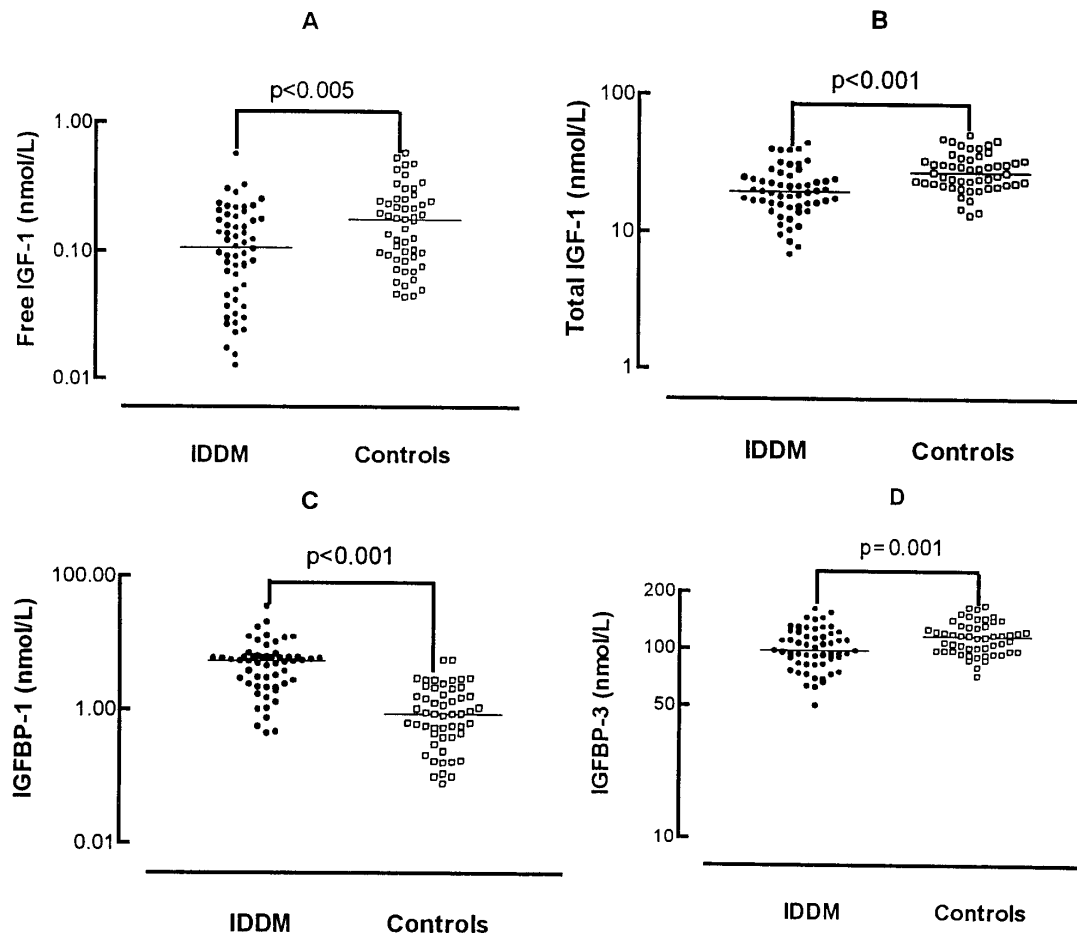 A
p<0.005
Free IGF-1 (nmol/L)
1.00
0.10
0.01
IDDM
Controls
B
p<0.001
Total IGF-1 (nmol/L)
100
10
1
IDDM
Controls
C
p<0.001
IGFBP-1 (nmol/L)
100.00
1.00
0.01
IDDM
Controls
D
p=0.001
IGFBP-3 (nmol/L)
200
100
50
10
IDDM
Controls